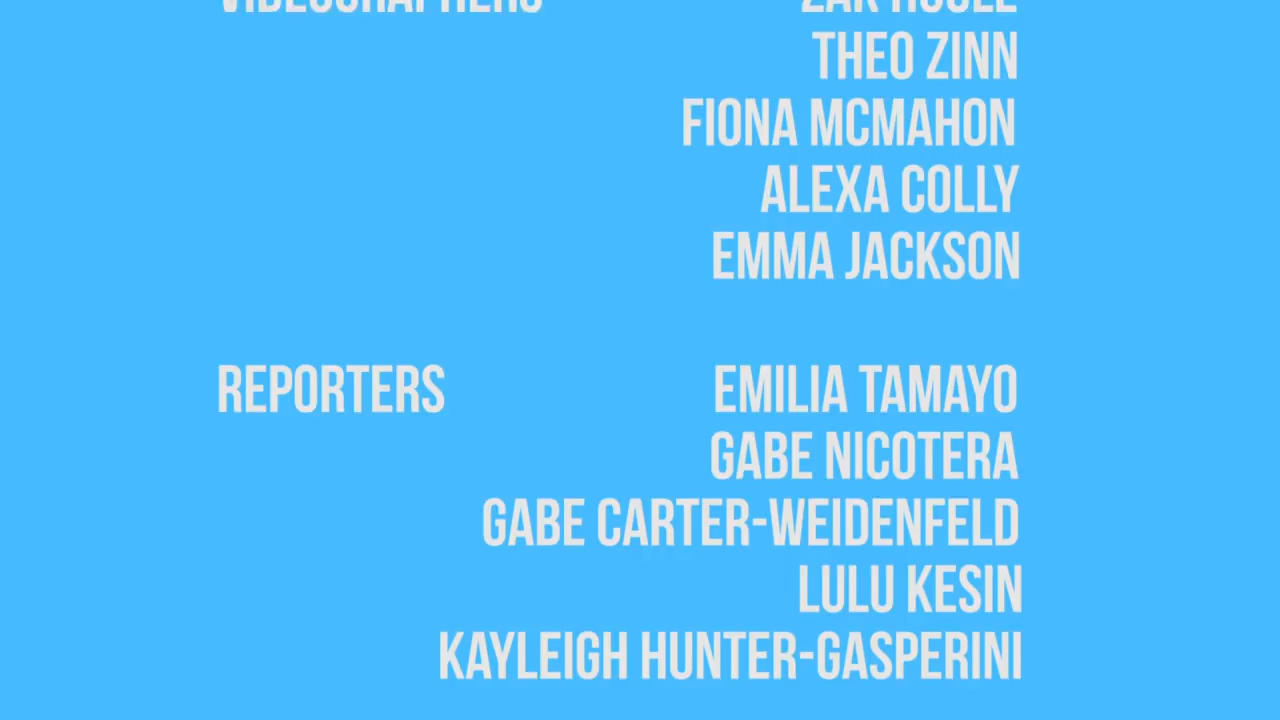 VIDEOGRAPHERS
THEO ZINN
FIONA MCMAHON
ALEXA COLLY
EMMA JACKSON
REPORTERS EMILIA TAMAYO
GABE NICOTERA
GABE CARTER-WEIDENFELD
LULU KESIN
KAYLEIGH HUNTER-GASPERINI